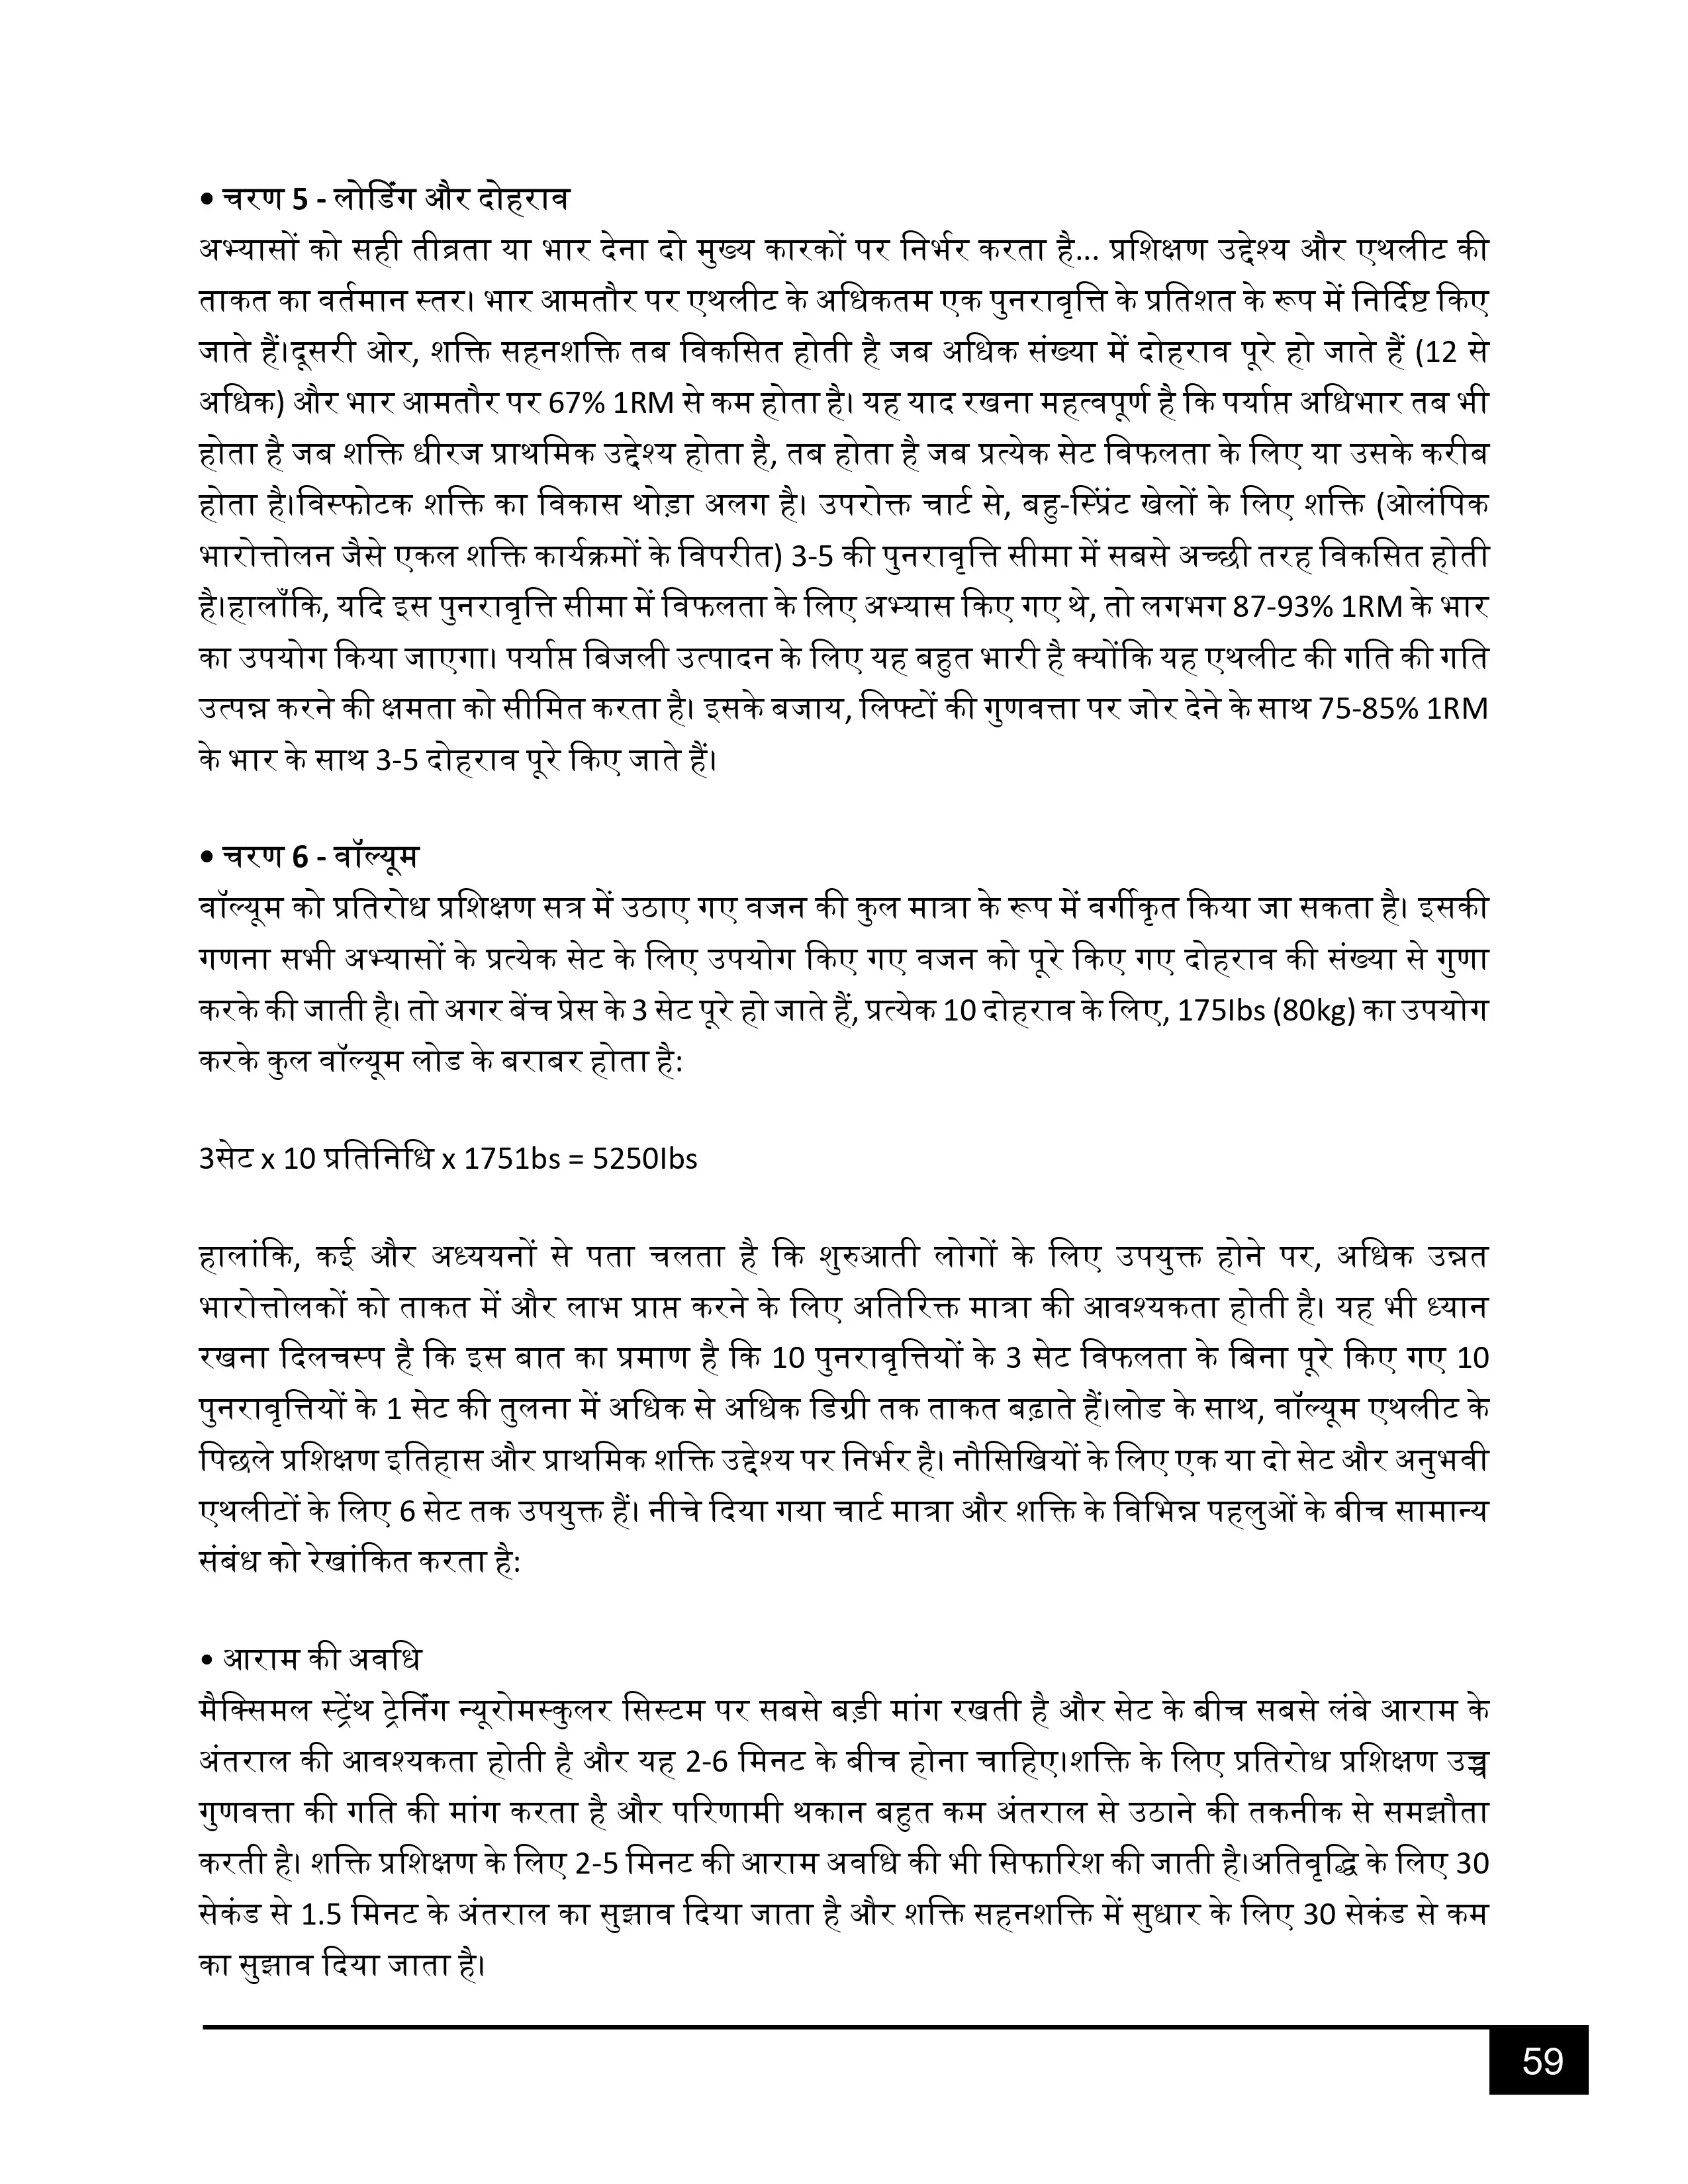 • चरण 5 - लोडिंग और दोहराव
अभ्यासों को सही तीव्रता या भार देना दो मुख्य कारकों पर निर्भर करता है... प्रशिक्षण उद्देश्य और एथलीट की
ताकत का वर्तमान स्तर। भार आमतौर पर एथलीट के अधिकतम एक पुनरावृत्ति के प्रतिशत के रूप में निर्दिष्ट किए
जाते हैं।दूसरी ओर, शक्ति सहनशक्ति तब विकसित होती है जब अधिक संख्या में दोहराव पूरे हो जाते हैं (12 से
अधिक) और भार आमतौर पर 67% 1RM से कम होता है। यह याद रखना महत्वपूर्ण है कि पर्याप्त अधिभार तब भी
होता है जब शक्ति धीरज प्राथमिक उद्देश्य होता है, तब होता है जब प्रत्येक सेट विफलता के लिए या उसके करीब
होता है।विस्फोटक शक्ति का विकास थोड़ा अलग है। उपरोक्त चार्ट से, बहु-स्प्रिंट खेलों के लिए शक्ति (ओलंपिक
भारोत्तोलन जैसे एकल शक्ति कार्यक्रमों के विपरीत) 3-5 की पुनरावृत्ति सीमा में सबसे अच्छी तरह विकसित होती
है।हालाँकि, यदि इस पुनरावृत्ति सीमा में विफलता के लिए अभ्यास किए गए थे, तो लगभग 87-93% 1RM के भार
का उपयोग किया जाएगा। पर्याप्त बिजली उत्पादन के लिए यह बहुत भारी है क्योंकि यह एथलीट की गति की गति
उत्पन्न करने की क्षमता को सीमित करता है। इसके बजाय, लिफ्टों की गुणवत्ता पर जोर देने के साथ 75-85% 1RM
के भार के साथ 3-5 दोहराव पूरे किए जाते हैं।
• चरण 6 - वॉल्यूम
वॉल्यूम को प्रतिरोध प्रशिक्षण सत्र में उठाए गए वजन की कुल मात्रा के रूप में वर्गीकृत किया जा सकता है। इसकी
गणना सभी अभ्यासों के प्रत्येक सेट के लिए उपयोग किए गए वजन को पूरे किए गए दोहराव की संख्या से गुणा
करके की जाती है। तो अगर बेंच प्रेस के 3 सेट पूरे हो जाते हैं, प्रत्येक 10 दोहराव के लिए, 175Ibs (80kg) का उपयोग
करके कुल वॉल्यूम लोड के बराबर होता है:
3सेट x 10 प्रतिनिधि x 1751bs = 5250Ibs
हालांकि, कई और अध्ययनों से पता चलता है कि शुरुआती लोगों के लिए उपयुक्त होने पर, अधिक उन्नत
भारोत्तोलकों को ताकत में और लाभ प्राप्त करने के लिए अतिरिक्त मात्रा की आवश्यकता होती है। यह भी ध्यान
रखना दिलचस्प है कि इस बात का प्रमाण है कि 10 पुनरावृत्तियों के 3 सेट विफलता के बिना पूरे किए गए 10
पुनरावृत्तियों के 1 सेट की तुलना में अधिक से अधिक डिग्री तक ताकत बढ़ाते हैं।लोड के साथ, वॉल्यूम एथलीट के
पिछले प्रशिक्षण इतिहास और प्राथमिक शक्ति उद्देश्य पर निर्भर है। नौसिखियों के लिए एक या दो सेट और अनुभवी
एथलीटों के लिए 6 सेट तक उपयुक्त हैं। नीचे दिया गया चार्ट मात्रा और शक्ति के विभिन्न पहलुओं के बीच सामान्य
संबंध को रेखांकित करता है:
• आराम की अवधि
मैक्सिमल स्ट्रेंथ ट्रेनिंग न्यूरोमस्कुलर सिस्टम पर सबसे बड़ी मांग रखती है और सेट के बीच सबसे लंबे आराम के
अंतराल की आवश्यकता होती है और यह 2-6 मिनट के बीच होना चाहिए।शक्ति के लिए प्रतिरोध प्रशिक्षण उच्च
गुणवत्ता की गति की मांग करता है और परिणामी थकान बहुत कम अंतराल से उठाने की तकनीक से समझौता
करती है। शक्ति प्रशिक्षण के लिए 2-5 मिनट की आराम अवधि की भी सिफारिश की जाती है।अतिवृद्धि के लिए 30
सेकंड से 1.5 मिनट के अंतराल का सुझाव दिया जाता है और शक्ति सहनशक्ति में सुधार के लिए 30 सेकंड से कम
का सुझाव दिया जाता है।
59